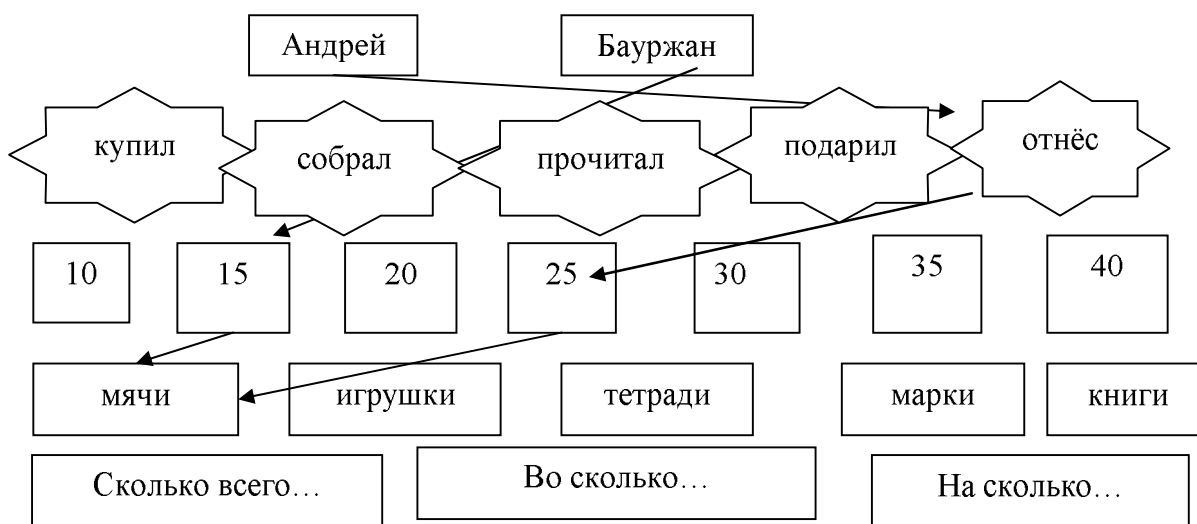 Андрей
Бауржан
купил
собрал
прочитал
подарил
отнёс
10
15
20
25
30
35
40
мячи
игрушки
тетради
марки
книги
Сколько всего…
Во сколько…
На сколько…